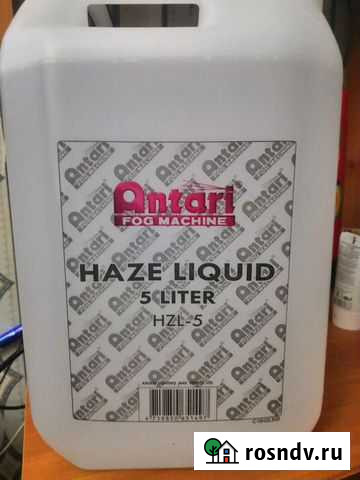 Antari
FOG MACHINE
HAZE LIQUID
5 LITER
HZL-5
rosndv.ru